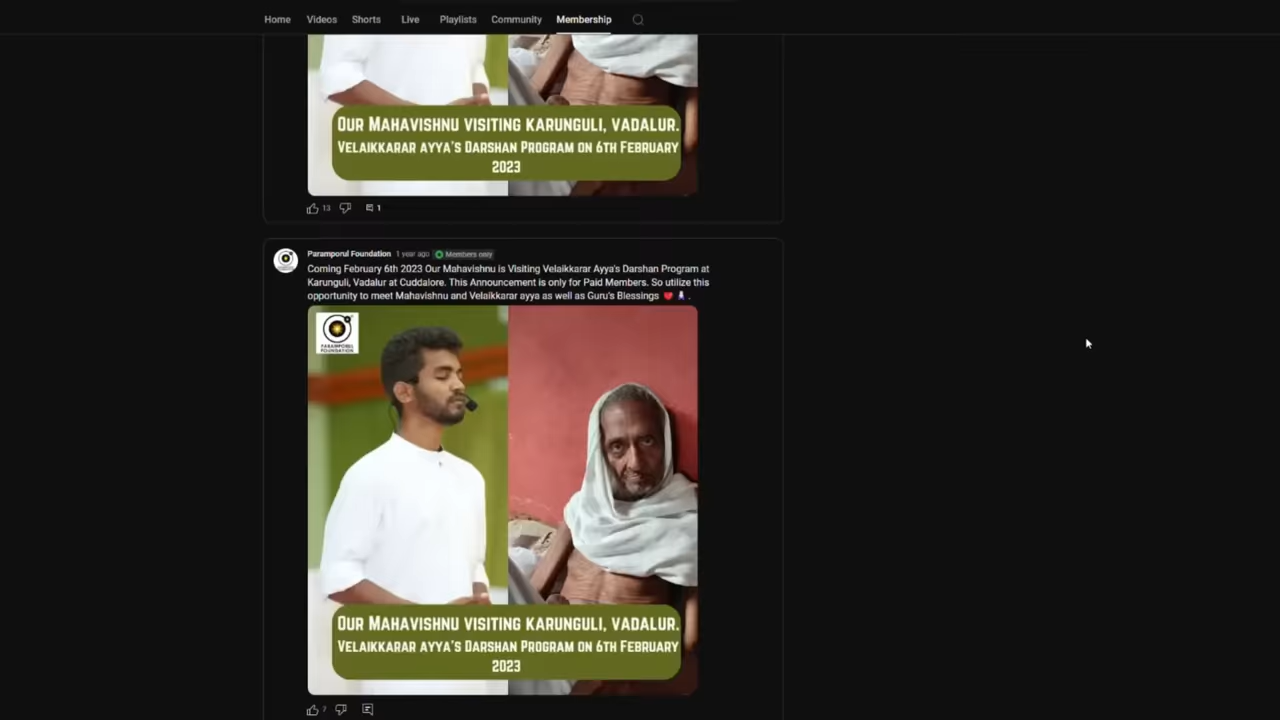 Home Videos Shorts Live Playlists Community Membership
OUR MAHAVISHNU VISITING KARUNGULI, VADALUR.
VELAIKKARAR AYYA'S DARSHAN PROGRAM ON 6TH FEBRUARY
2023
13 1
Paramporul Foundation 1 year ago Members only
Coming February 6th 2023 Our Mahavishnu is Visiting Velaikkarar Ayya's Darshan Program at
Karunguli, Vadalur at Cuddalore. This Announcement is only for Paid Members. So utilize this
opportunity to meet Mahavishnu and Velaikkarar ayya as well as Guru's Blessings ❤️ .
PARAMPORUL
FOUNDATION
OUR MAHAVISHNU VISITING KARUNGULI, VADALUR.
VELAIKKARAR AYYA'S DARSHAN PROGRAM ON 6TH FEBRUARY
2023
7